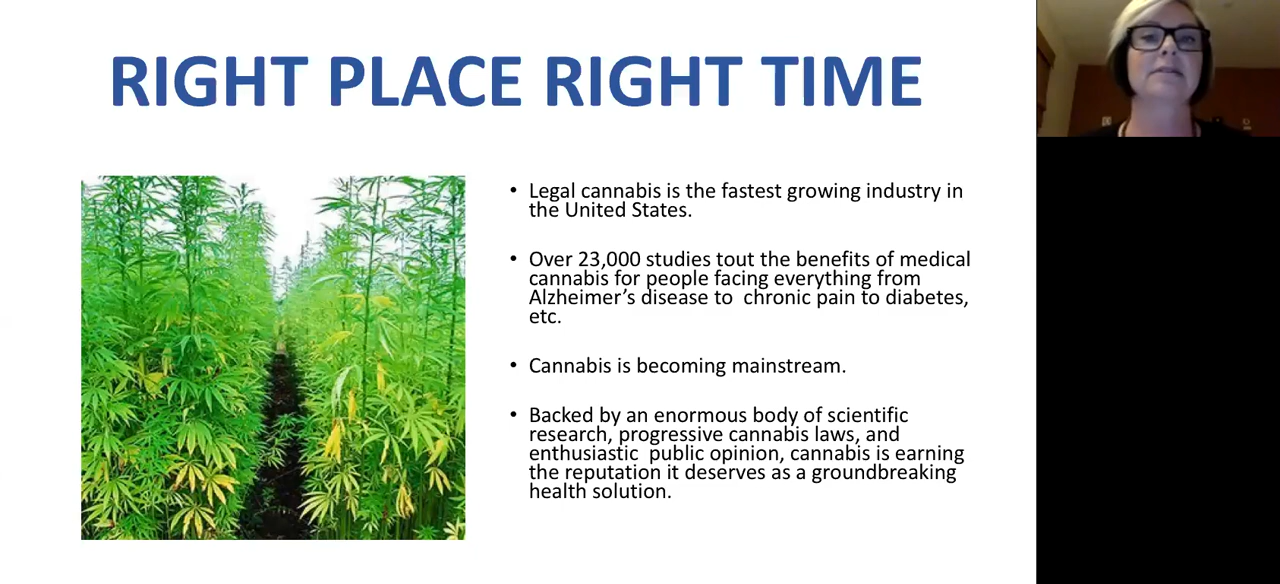 RIGHT PLACE RIGHT TIME
• Legal cannabis is the fastest growing industry in
the United States.
• Over 23,000 studies tout the benefits of medical
cannabis for people facing everything from
Alzheimer’s disease to  chronic pain to diabetes,
etc.
• Cannabis is becoming mainstream.
• Backed by an enormous body of scientific
research, progressive cannabis laws, and
enthusiastic  public opinion, cannabis is earning
the reputation it deserves as a groundbreaking
health solution.